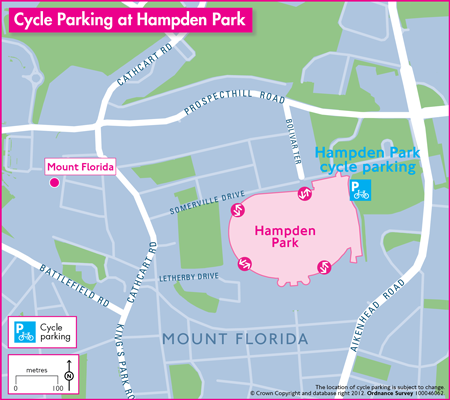 Cycle Parking at Hampden Park
CATHCART RD
PROSPECTHILL ROAD
BOLIVAR TER
Hampden Park
cycle parking
P
Mount Florida
SOMERVILLE DRIVE
Hampden
Park
CATHCART RD
LETHERBY DRIVE
BATTLEFIELD RD
KING'S PARK RD
AIKENHEAD ROAD
MOUNT FLORIDA
P
Cycle
parking
metres
0 100
N
The location of cycle parking is subject to change
© Crown Copyright and database right 2012. Ordnance Survey 100046062.